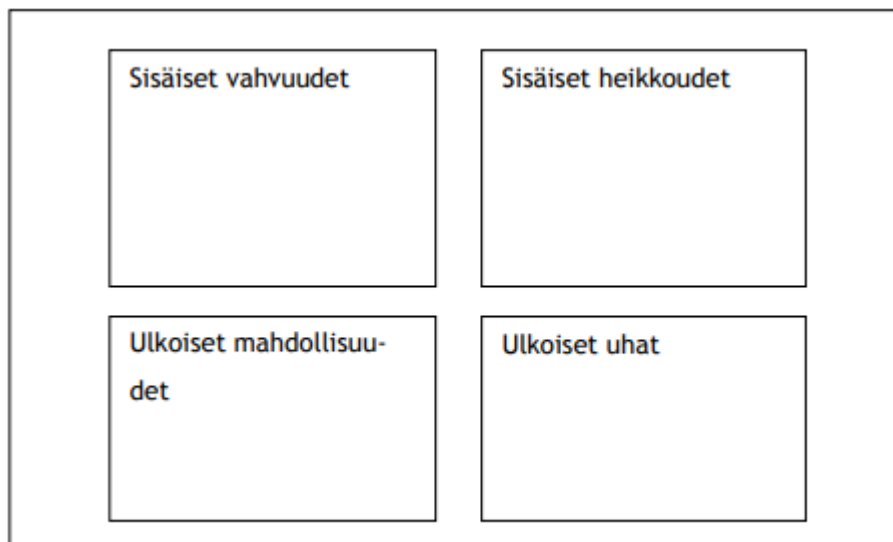 Sisäiset vahvuudet
Sisäiset heikkoudet
Ulkoiset mahdollisuu-
det
Ulkoiset uhat